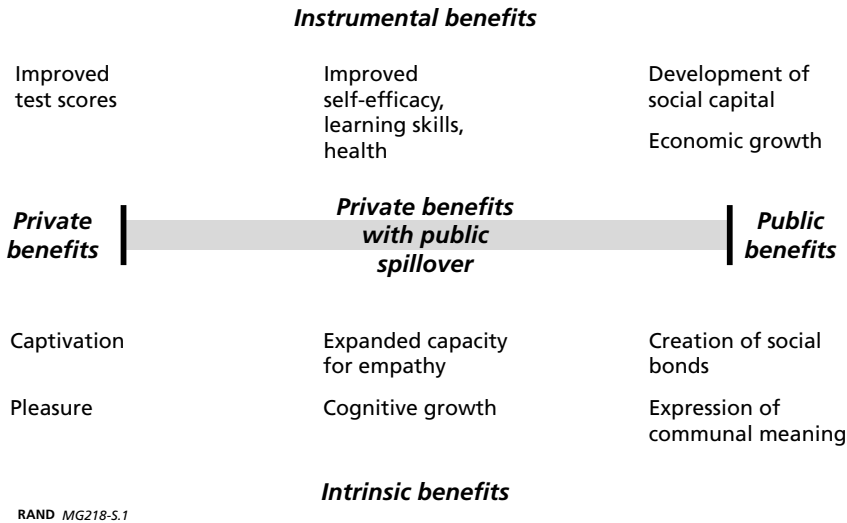 Instrumental benefits
Improved
test scores
Improved
self-efficacy,
learning skills,
health
Development of
social capital
Economic growth
Private
benefits
Private benefits
with public
spillover
Public
benefits
Captivation
Pleasure
Expanded capacity
for empathy
Cognitive growth
Creation of social
bonds
Expression of
communal meaning
Intrinsic benefits
RAND MG218-S.1